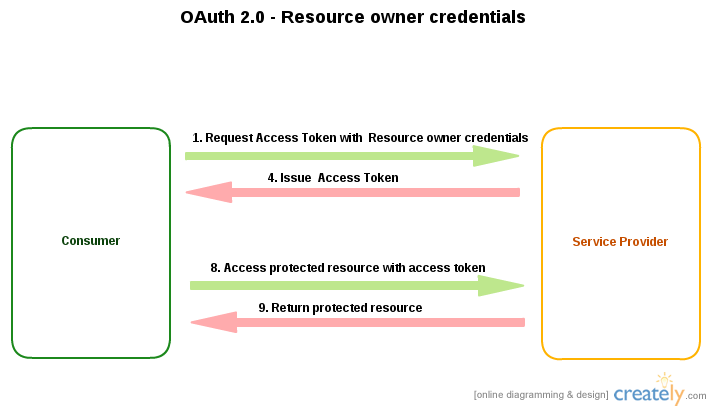 OAuth 2.0 - Resource owner credentials
1. Request Access Token with Resource owner credentials
4. Issue Access Token
Consumer
Service Provider
8. Access protected resource with access token
9. Return protected resource
[online diagramming & design] creately.com